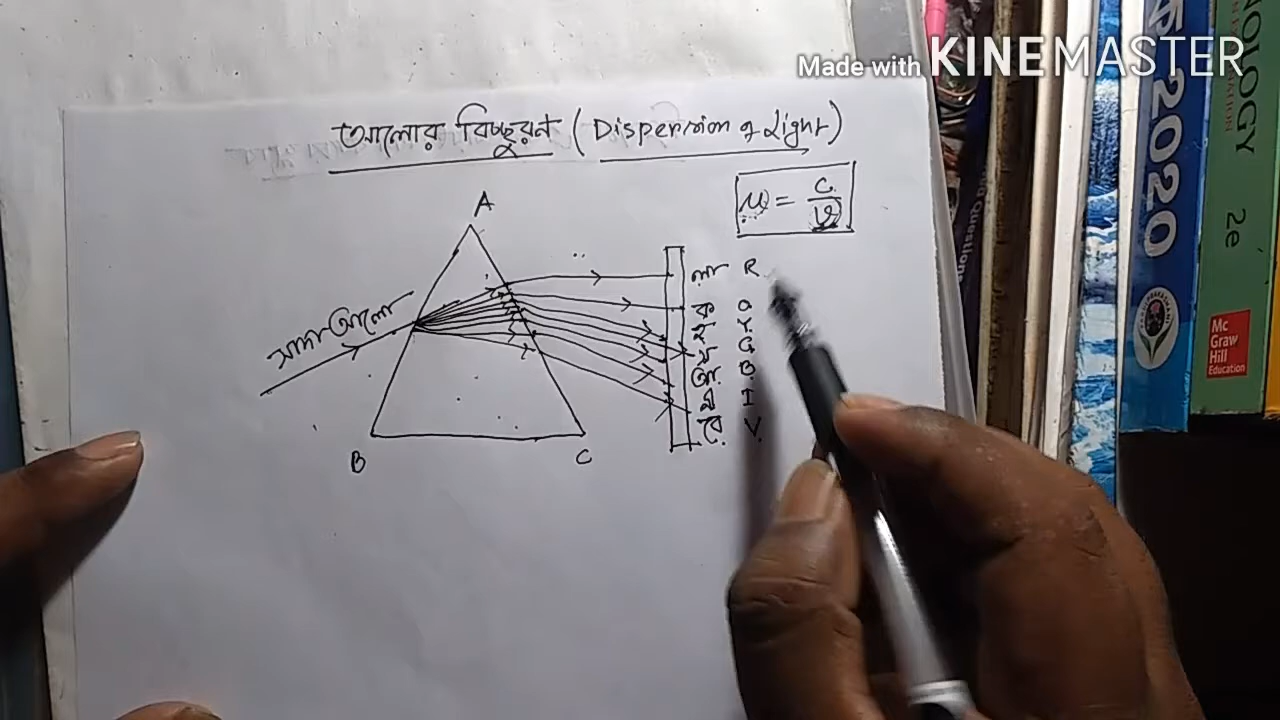 Made with KINEMASTER
আলোর বিচ্ছুরণ (Dispersion of Light)
μ = c/v
A
সাদা আলো
লা R
ক O
হ Y
স G
আ B
নী I
বে V
B
C
2020
OLOGY
2e
Mc
Graw
Hill
Education